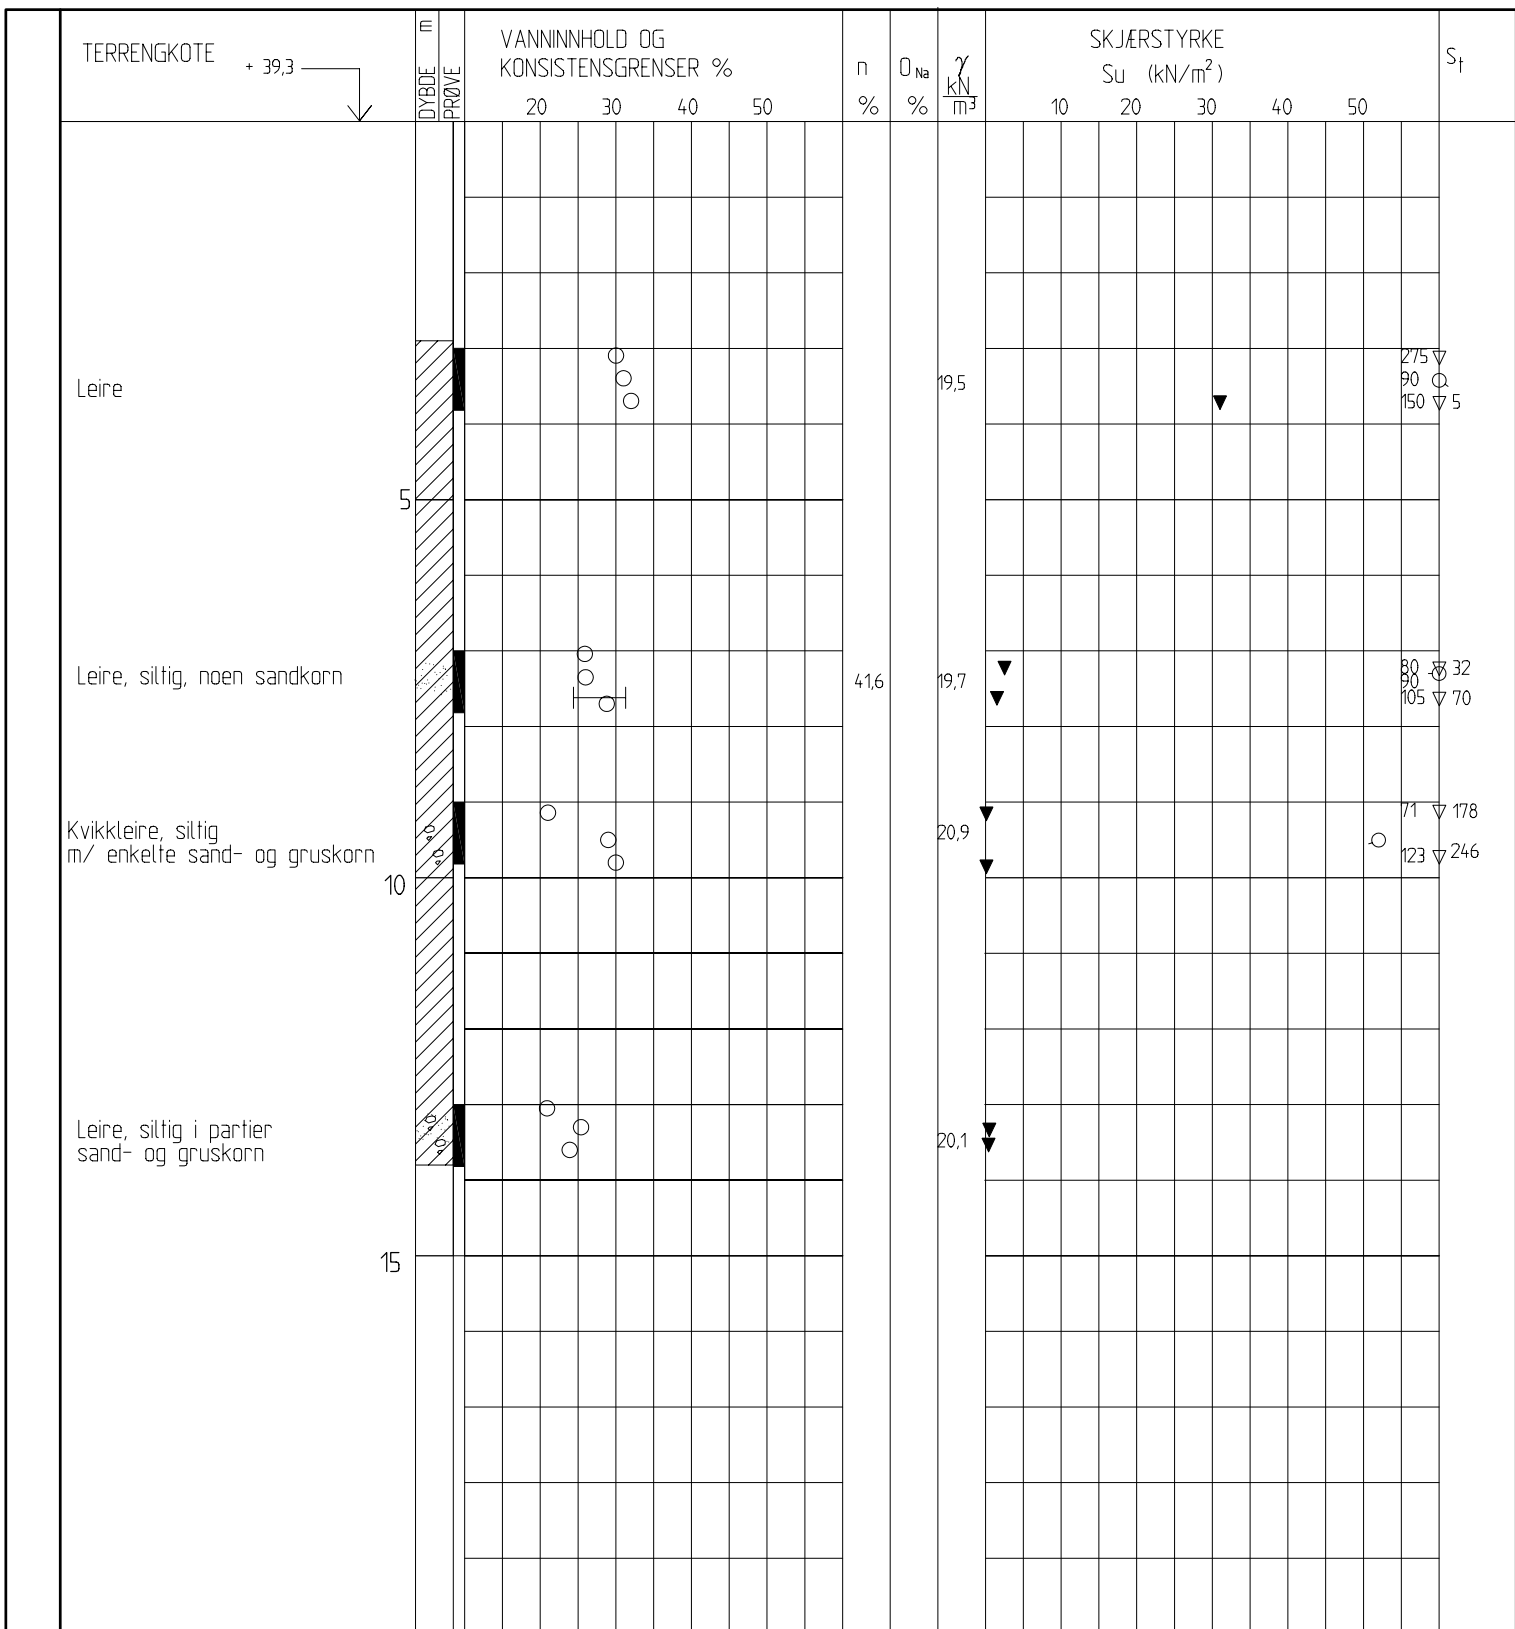 TERRENGKOTE
+ 39,3
m
DYBDE
PRØVE
VANNINNHOLD OG
KONSISTENSGRENSER %
20 30 40 50
n
%
O Na
%
γ
kN
m³
SKJÆRSTYRKE
Su (kN/m²)
10 20 30 40 50
St
Leire
19,5
275
90
150 5
5
Leire, siltig, noen sandkorn
41,6
19,7
80 32
90
105 70
Kvikkleire, siltig
m/ enkelte sand- og gruskorn
20,9
71 178
123 246
10
Leire, siltig i partier
sand- og gruskorn
20,1
15